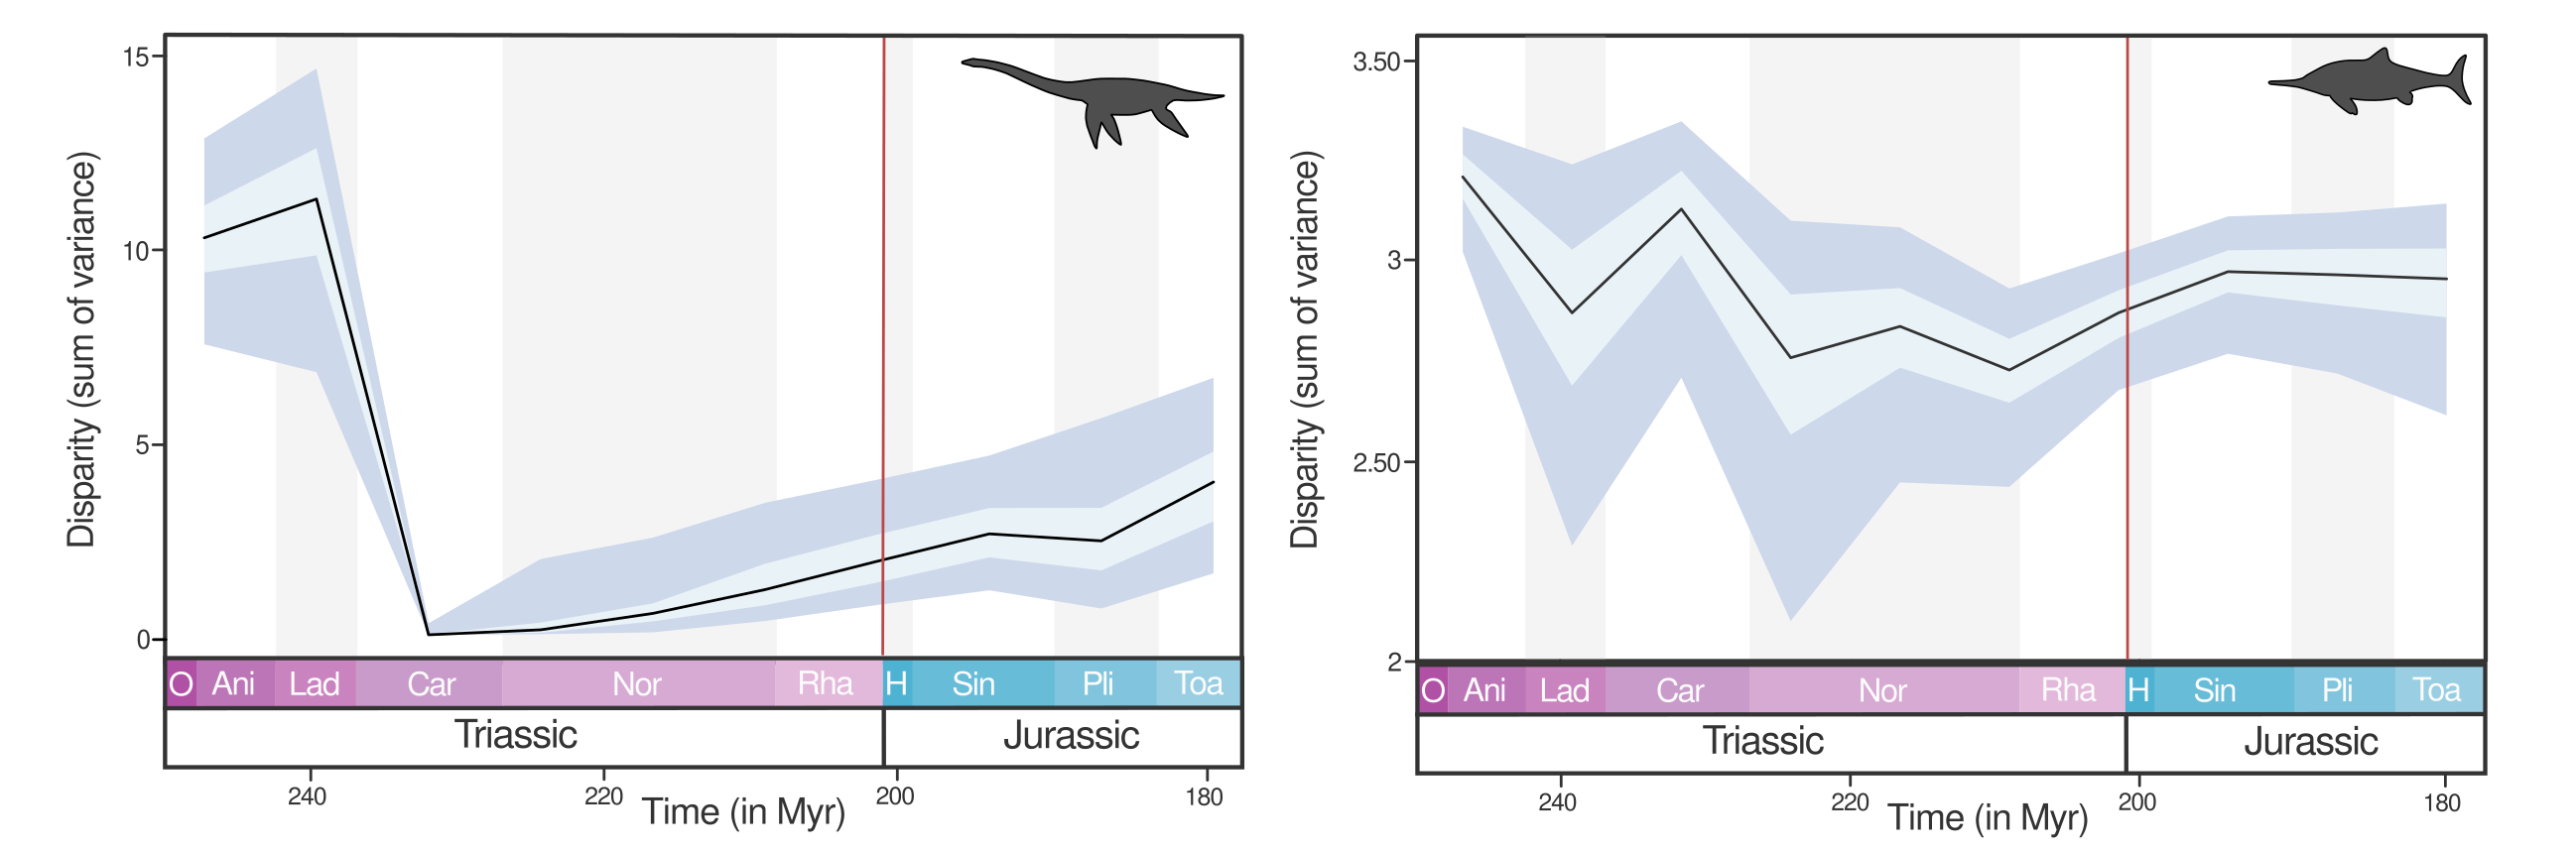 15
10
5
0
Disparity (sum of variance)
O Ani Lad Car Nor Rha H Sin Pli Toa
Triassic Jurassic
240 220 200 180
Time (in Myr)
3.50
3
2.50
2
Disparity (sum of variance)
O Ani Lad Car Nor Rha H Sin Pli Toa
Triassic Jurassic
240 220 200 180
Time (in Myr)